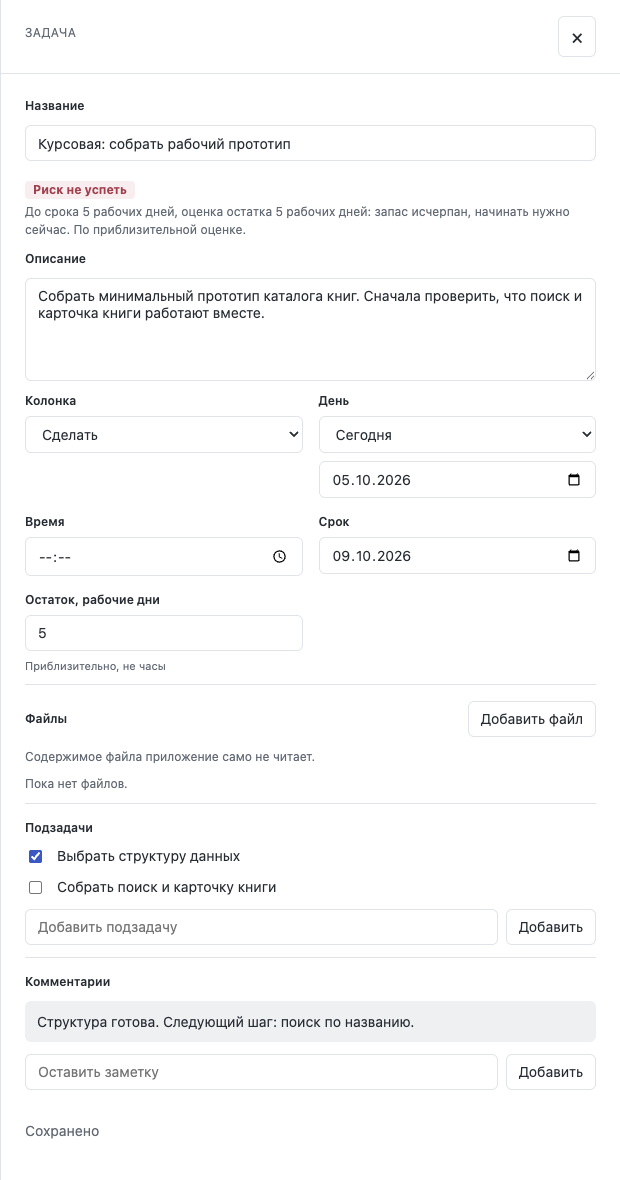 ЗАДАЧА
×
Название
Курсовая: собрать рабочий прототип
Риск не успеть
До срока 5 рабочих дней, оценка остатка 5 рабочих дней: запас исчерпан, начинать нужно
сейчас. По приблизительной оценке.
Описание
Собрать минимальный прототип каталога книг. Сначала проверить, что поиск и
карточка книги работают вместе.
Колонка
День
Сделать
Сегодня
05.10.2026
Время
Срок
--:--
09.10.2026
Остаток, рабочие дни
5
Приблизительно, не часы
Файлы
Добавить файл
Содержимое файла приложение само не читает.
Пока нет файлов.
Подзадачи
Выбрать структуру данных
Собрать поиск и карточку книги
Добавить подзадачу
Добавить
Комментарии
Структура готова. Следующий шаг: поиск по названию.
Оставить заметку
Добавить
Сохранено